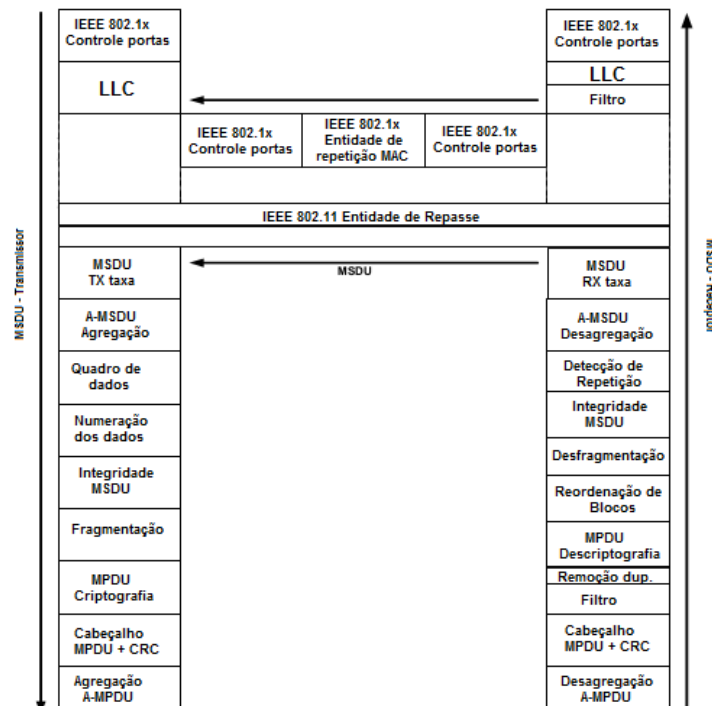 IEEE 802.1x
Controle portas
LLC
IEEE 802.1x
Controle portas
LLC
Filtro
IEEE 802.1x
Controle portas
IEEE 802.1x
Entidade de
repetição MAC
IEEE 802.1x
Controle portas
IEEE 802.11 Entidade de Repasse
MSDU - Transmissor
MSDU
TX taxa
A-MSDU
Agregação
Quadro de
dados
Numeração
dos dados
Integridade
MSDU
Fragmentação
MPDU
Criptografia
Cabeçalho
MPDU + CRC
Agregação
A-MPDU
MSDU
MSDU
RX taxa
A-MSDU
Desagregação
Detecção de
Repetição
Integridade
MSDU
Desfragmentação
Reordenação de
Blocos
MPDU
Descriptografia
Remoção dup.
Filtro
Cabeçalho
MPDU + CRC
Desagregação
A-MPDU
MSDU - Receptor